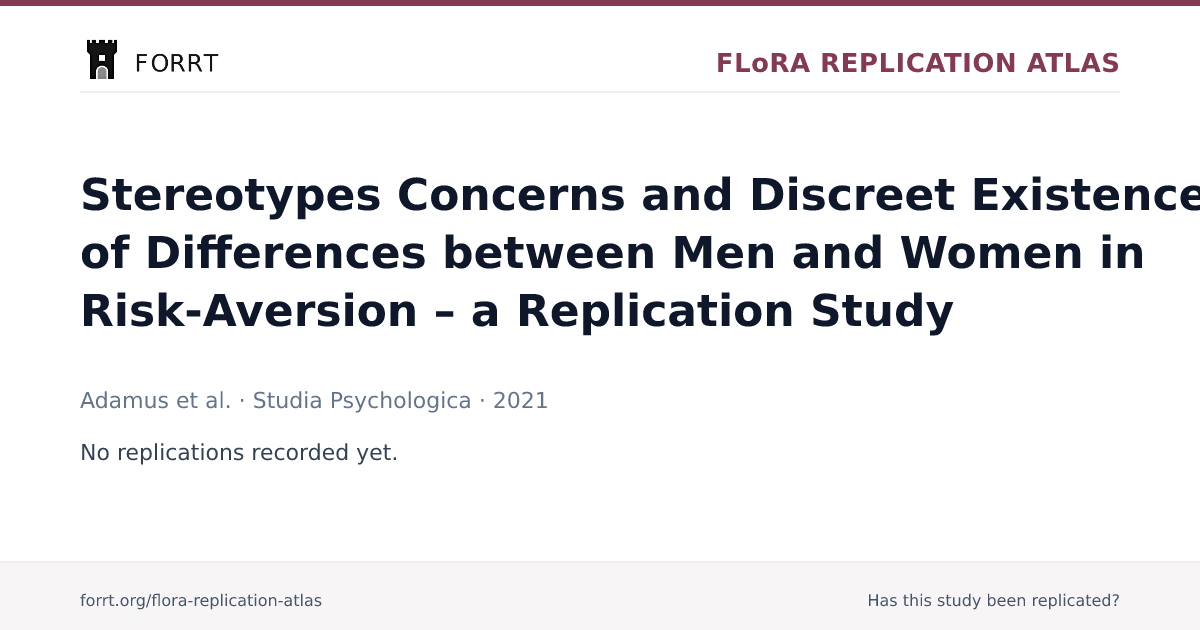 FORRT
FLoRA REPLICATION ATLAS
Stereotypes Concerns and Discreet Existence
of Differences between Men and Women in
Risk-Aversion – a Replication Study
Adamus et al. · Studia Psychologica · 2021
No replications recorded yet.
forrt.org/flora-replication-atlas
Has this study been replicated?